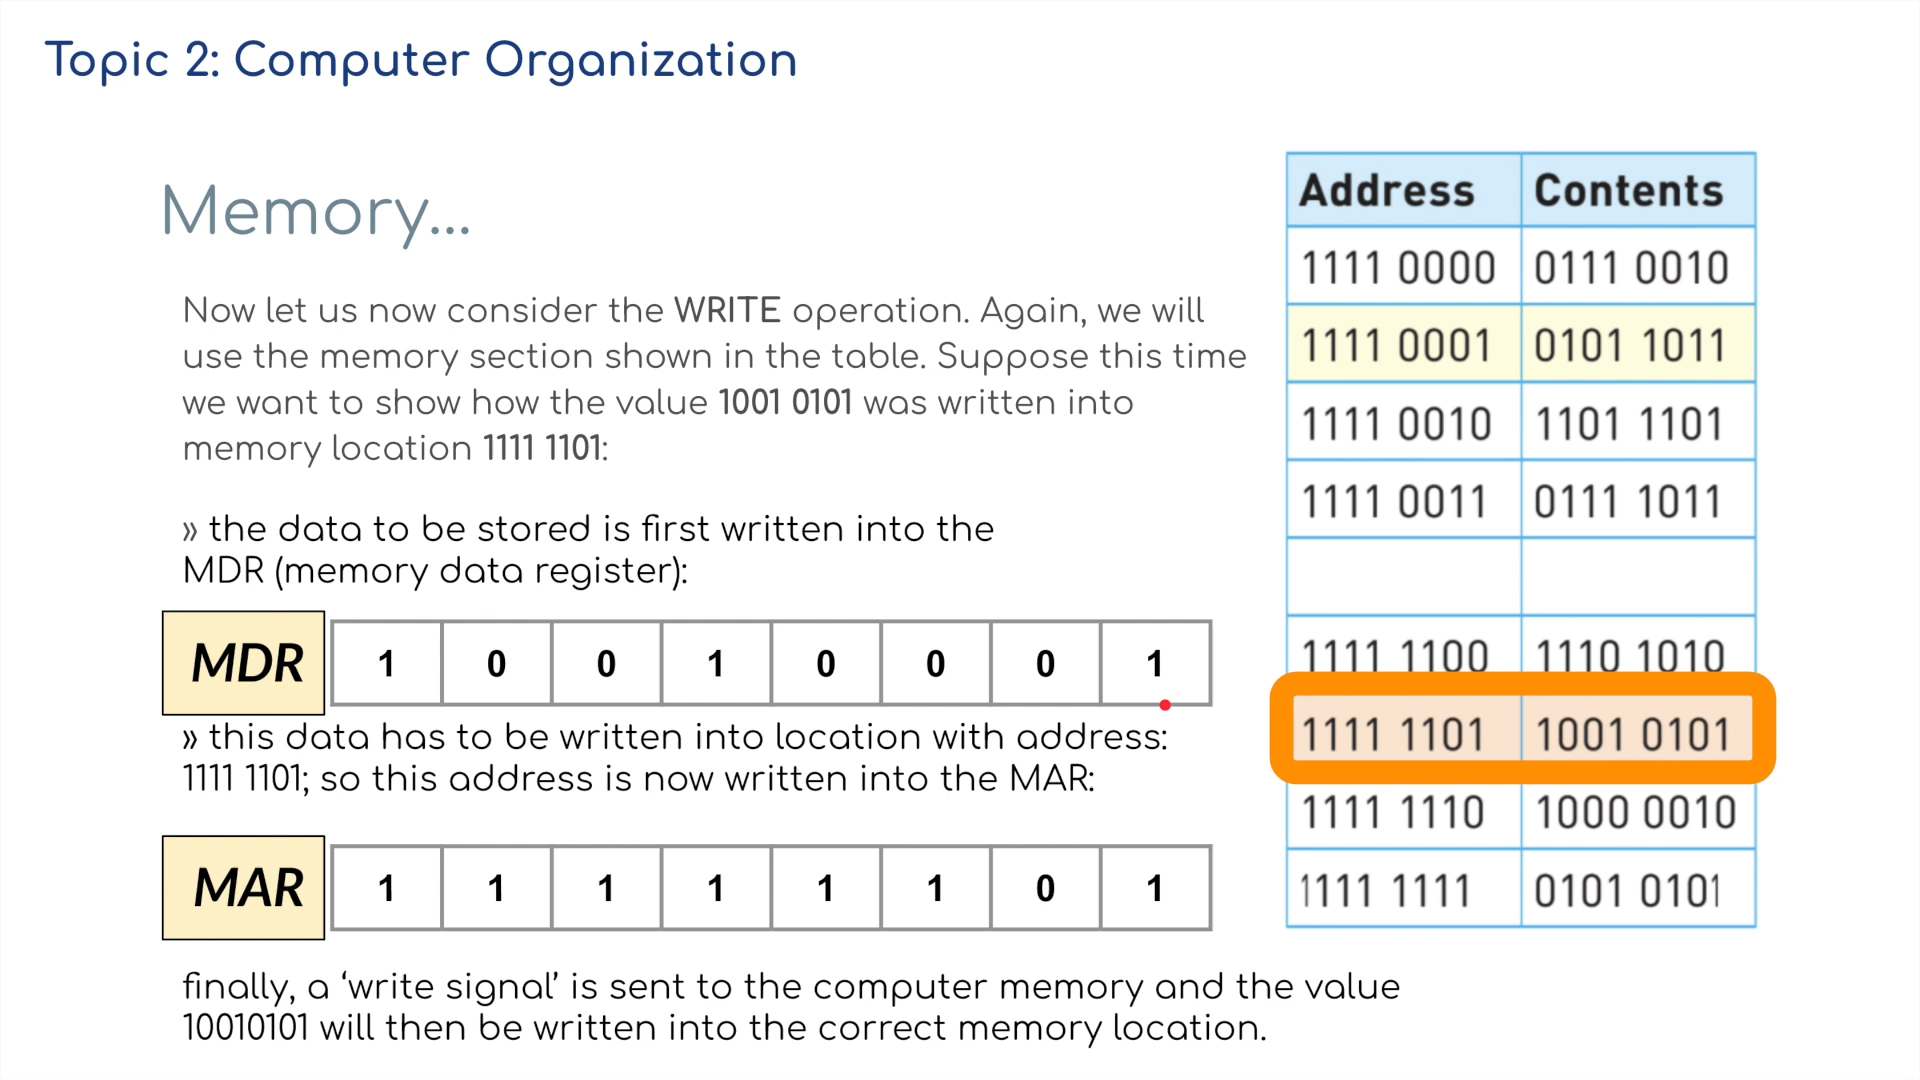 Topic 2: Computer Organization
Memory...
Now let us now consider the WRITE operation. Again, we will
use the memory section shown in the table. Suppose this time
we want to show how the value 1001 0101 was written into
memory location 1111 1101:
» the data to be stored is first written into the
MDR (memory data register):
MDR 1 0 0 1 0 0 0 1
» this data has to be written into location with address:
1111 1101; so this address is now written into the MAR:
MAR 1 1 1 1 1 1 0 1
finally, a ‘write signal’ is sent to the computer memory and the value
10010101 will then be written into the correct memory location.
Address Contents
1111 0000 0111 0010
1111 0001 0101 1011
1111 0010 1101 1101
1111 0011 0111 1011
1111 1100 1110 1010
1111 1101 1001 0101
1111 1110 1000 0010
1111 1111 0101 0101